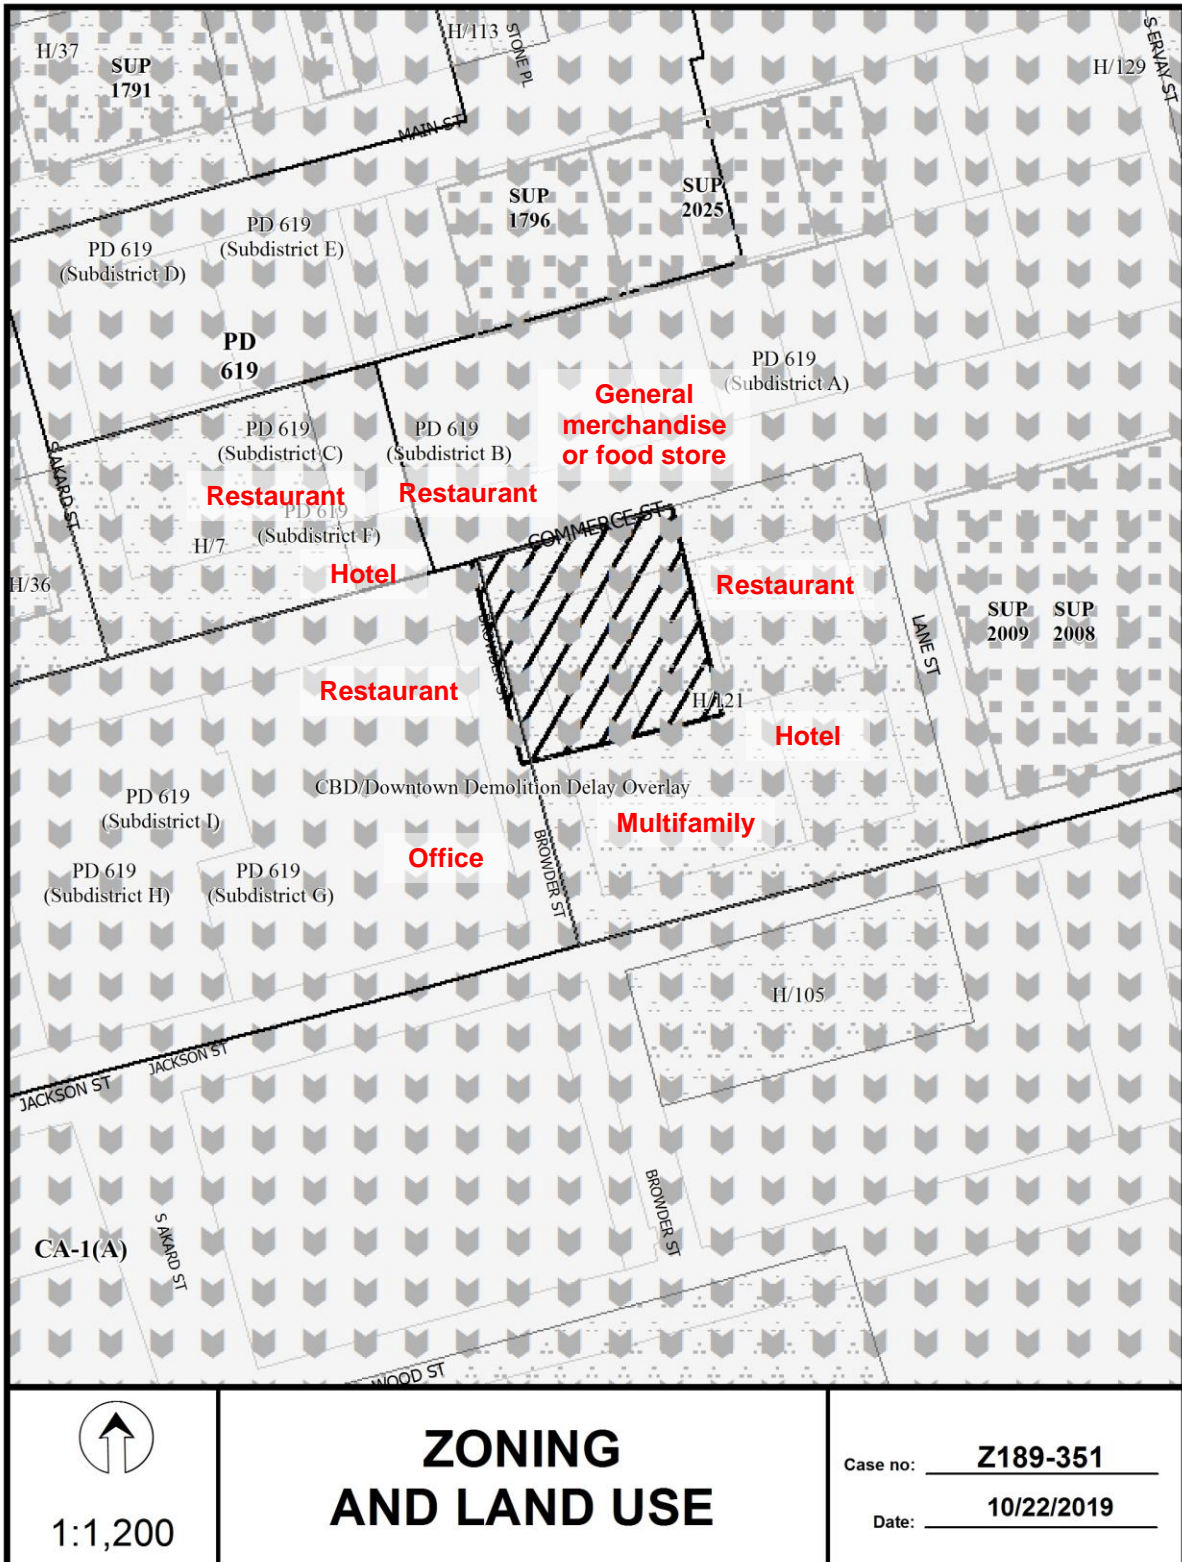 H/37
SUP
1791
H/113
STONE PL
S ERVAY ST
H/129
MAIN ST
SUP
1796
SUP
2025
PD 619
(Subdistrict D)
PD 619
(Subdistrict E)
PD
619
PD 619
(Subdistrict A)
General
merchandise
or food store
PD 619
(Subdistrict C)
PD 619
(Subdistrict B)
S AKARD ST
Restaurant
Restaurant
PD 619
(Subdistrict F)
H/7
COMMERCE ST
H/36
Hotel
Restaurant
SUP
2009
SUP
2008
LANE ST
BROWDER ST
Restaurant
H/121
Hotel
CBD/Downtown Demolition Delay Overlay
PD 619
(Subdistrict I)
Multifamily
Office
BROWDER ST
PD 619
(Subdistrict H)
PD 619
(Subdistrict G)
H/105
JACKSON ST
JACKSON ST
BROWDER ST
S AKARD ST
CA-1(A)
WOOD ST
1:1,200
ZONING
AND LAND USE
Case no: Z189-351
Date: 10/22/2019